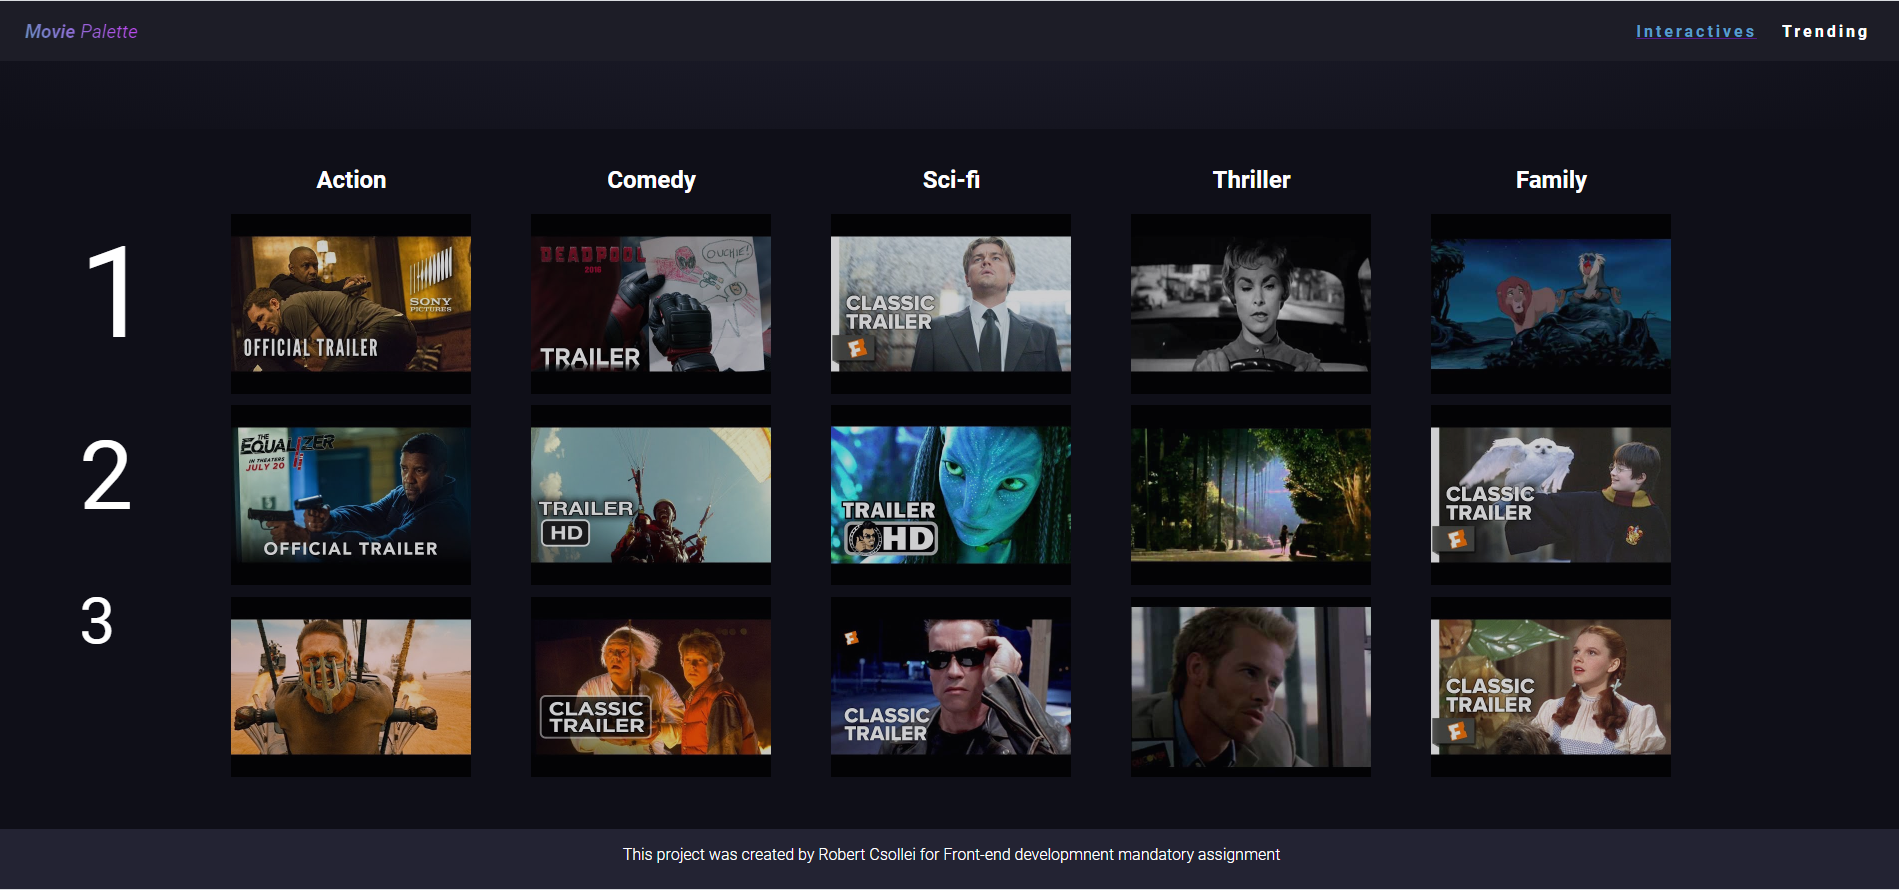 Movie Palette
Interactives
Trending
Action
Comedy
Sci-fi
Thriller
Family
1
SONY
PICTURES
OFFICIAL TRAILER
DEADPOOL
2016
OUCHIE!
TRAILER
CLASSIC
TRAILER
2
THE
EQUALIZER
IN THEATERS
JULY 20
OFFICIAL TRAILER
TRAILER
HD
TRAILER
HD
CLASSIC
TRAILER
3
CLASSIC
TRAILER
CLASSIC
TRAILER
CLASSIC
TRAILER
This project was created by Robert Csollei for Front-end developmnent mandatory assignment